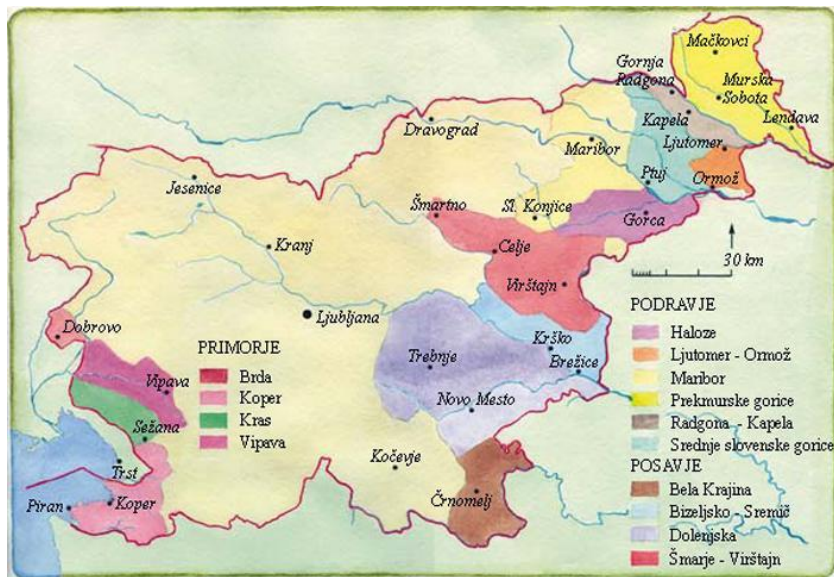 Mačkovci
Gornja
Radgona
Murska
Sobota
Lendava
Kapela
Ljutomer
Dravograd
Maribor
Ptuj
Ormož
Jesenice
Šmartno
Sl. Konjice
Gorca
Kranj
Celje
Virštajn
30 km
Ljubljana
Dobrovo
Krško
Trebnje
Brežice
Vipava
Novo Mesto
Sežana
Kočevje
Trst
Črnomelj
Piran
Koper
PRIMORJE
Brda
Koper
Kras
Vipava
PODRAVJE
Haloze
Ljutomer - Ormož
Maribor
Prekmurske gorice
Radgona - Kapela
Srednje slovenske gorice
POSAVJE
Bela Krajina
Bizeljsko - Sremič
Dolenjska
Šmarje - Virštajn